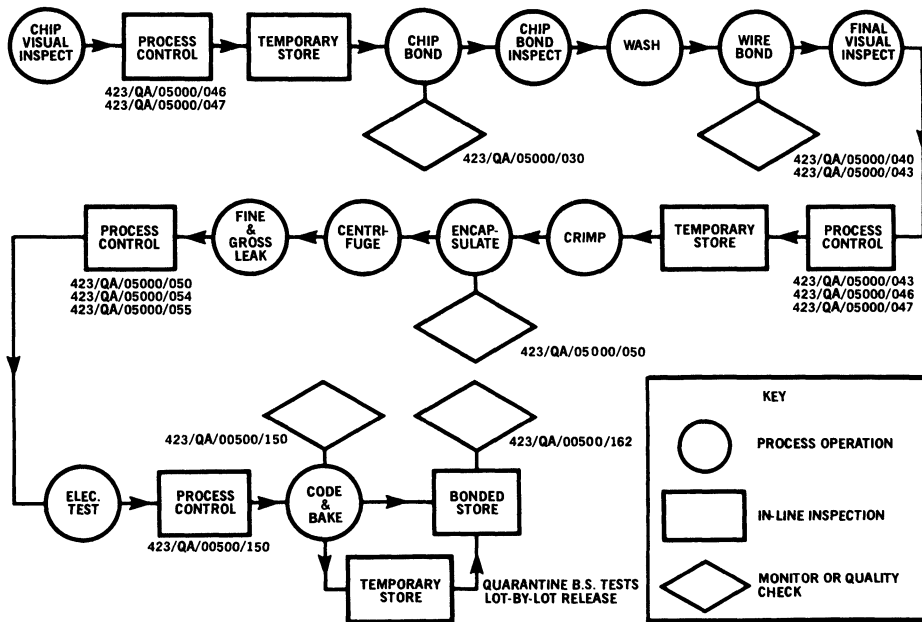 CHIP
VISUAL
INSPECT
PROCESS
CONTROL
423/QA/05000/046
423/QA/05000/047
TEMPORARY
STORE
CHIP
BOND
423/QA/05000/030
CHIP
BOND
INSPECT
WASH
WIRE
BOND
423/QA/05000/040
423/QA/05000/043
FINAL
VISUAL
INSPECT
PROCESS
CONTROL
423/QA/05000/043
423/QA/05000/046
423/QA/05000/047
TEMPORARY
STORE
CRIMP
ENCAP-
SULATE
423/QA/05000/050
CENTRI-
FUGE
FINE
&
GROSS
LEAK
PROCESS
CONTROL
423/QA/05000/050
423/QA/05000/054
423/QA/05000/055
ELEC.
TEST
PROCESS
CONTROL
423/QA/00500/150
CODE
&
BAKE
423/QA/00500/150
BONDED
STORE
423/QA/00500/162
TEMPORARY
STORE
QUARANTINE B.S. TESTS
LOT-BY-LOT RELEASE
KEY
PROCESS OPERATION
IN-LINE INSPECTION
MONITOR OR QUALITY
CHECK